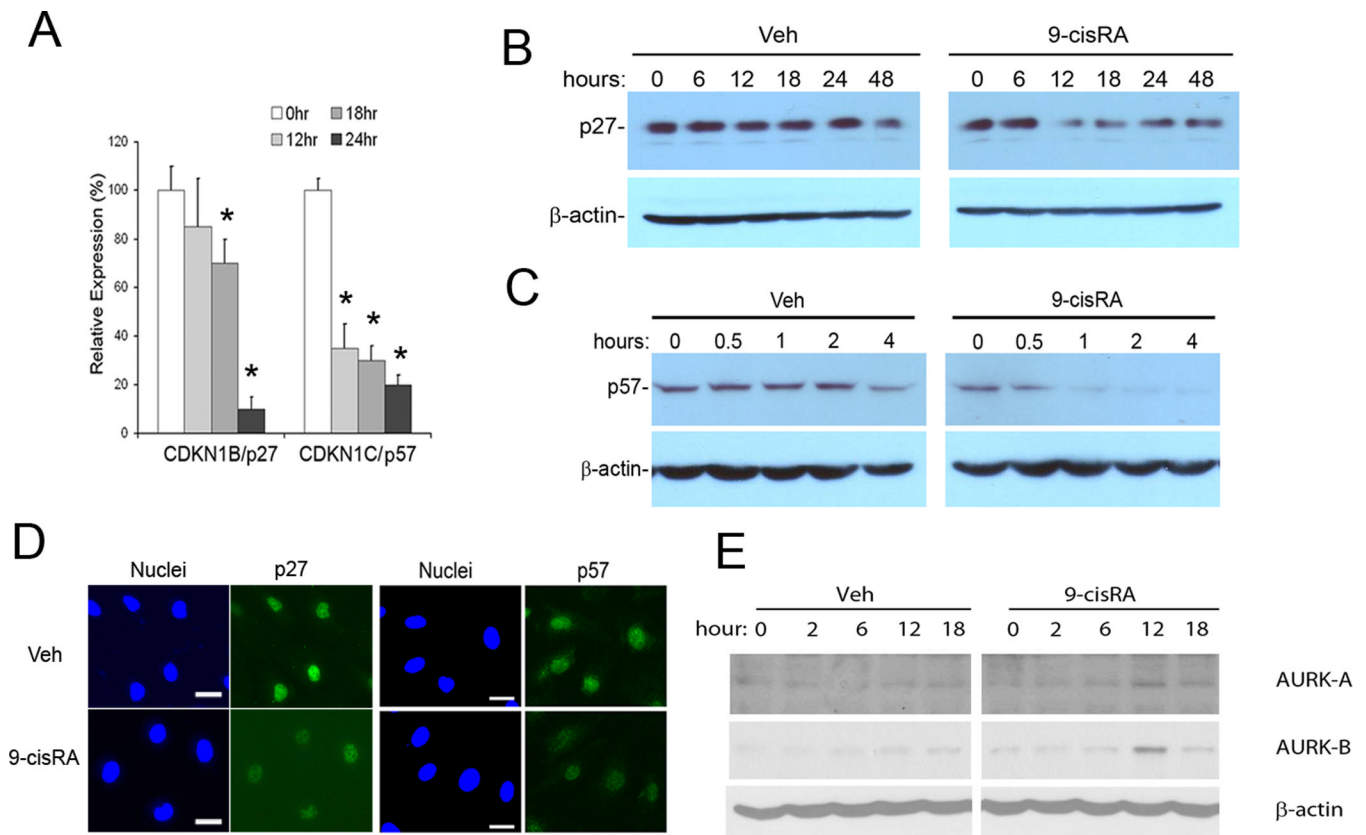 A
0hr 18hr
12hr 24hr
Relative Expression (%)
120
100
80
60
40
20
0
* * * * *
CDKN1B/p27 CDKN1C/p57
B
Veh 9-cisRA
hours: 0 6 12 18 24 48 0 6 12 18 24 48
p27-
β-actin-
C
Veh 9-cisRA
hours: 0 0.5 1 2 4 0 0.5 1 2 4
p57-
β-actin-
D
Nuclei p27 Nuclei p57
Veh
9-cisRA
E
Veh 9-cisRA
hour: 0 2 6 12 18 0 2 6 12 18
AURK-A
AURK-B
β-actin